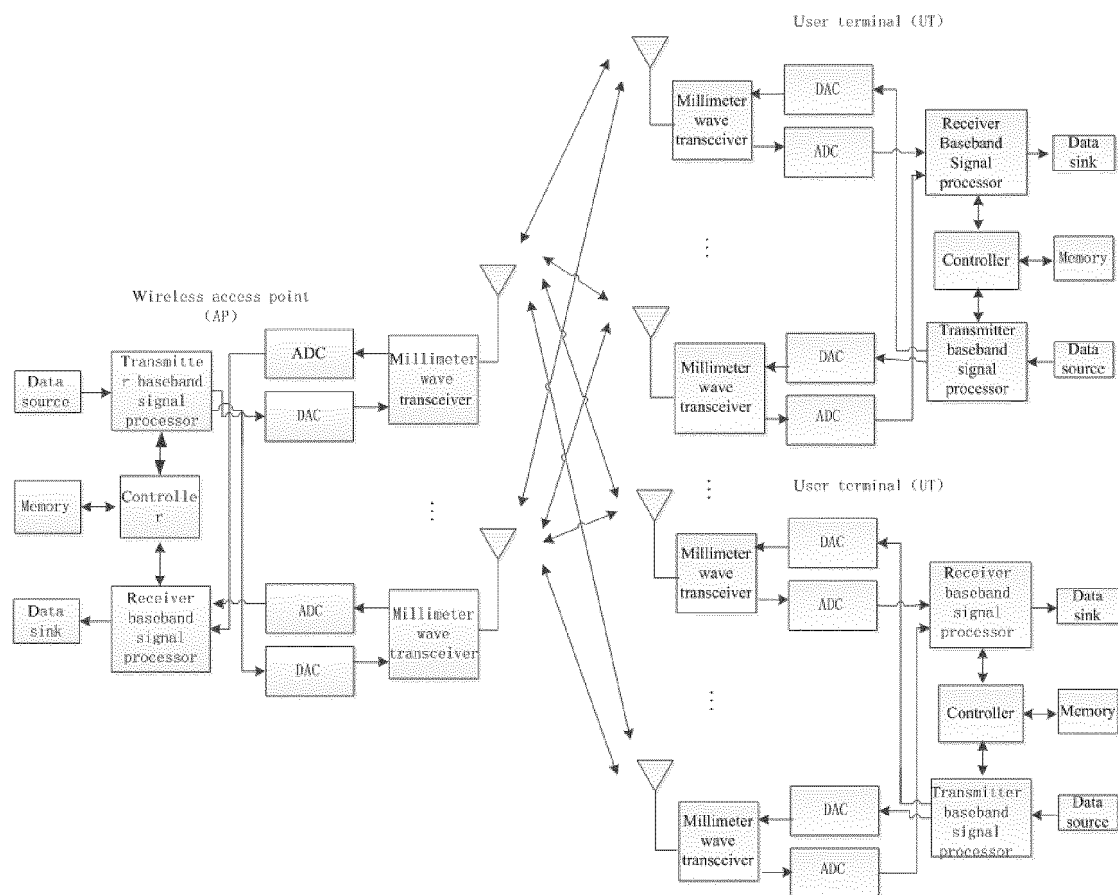 User terminal (UT)
Millimeter
wave
transceiver
DAC
ADC
Receiver
Baseband
Signal
processor
Data
sink
Controller
Memory
Millimeter
wave
transceiver
DAC
ADC
Transmitter
baseband
signal
processor
Data
source
...
Wireless access point
(AP)
Data
source
Transmitte
r baseband
signal
processor
ADC
DAC
Millimeter
wave
transceiver
Memory
Controlle
r
...
Data
sink
Receiver
baseband
signal
processor
ADC
DAC
Millimeter
wave
transceiver
...
User terminal (UT)
Millimeter
wave
transceiver
DAC
ADC
Receiver
baseband
signal
processor
Data
sink
...
Controller
Memory
Millimeter
wave
transceiver
DAC
ADC
Transmitter
baseband
signal
processor
Data
source